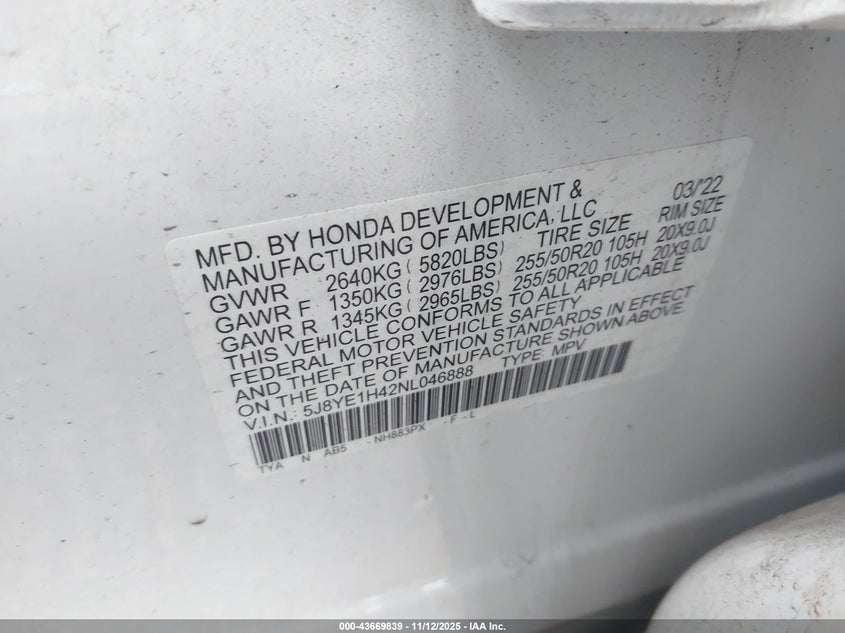 MFD. BY HONDA DEVELOPMENT & 03/'22
MANUFACTURING OF AMERICA, LLC
GVWR 2640KG ( 5820LBS) TIRE SIZE RIM SIZE
GAWR F 1350KG ( 2976LBS) 255/50R20 105H 20X9.0J
GAWR R 1345KG ( 2965LBS) 255/50R20 105H 20X9.0J
THIS VEHICLE CONFORMS TO ALL APPLICABLE
FEDERAL MOTOR VEHICLE SAFETY
AND THEFT PREVENTION STANDARDS IN EFFECT
ON THE DATE OF MANUFACTURE SHOWN ABOVE.
V.I.N.: 5J8YE1H42NL046888 TYPE: MPV
TYA N AB5 - NH883PX - F - L
000-43669839 - 11/12/2025 - IAA Inc.